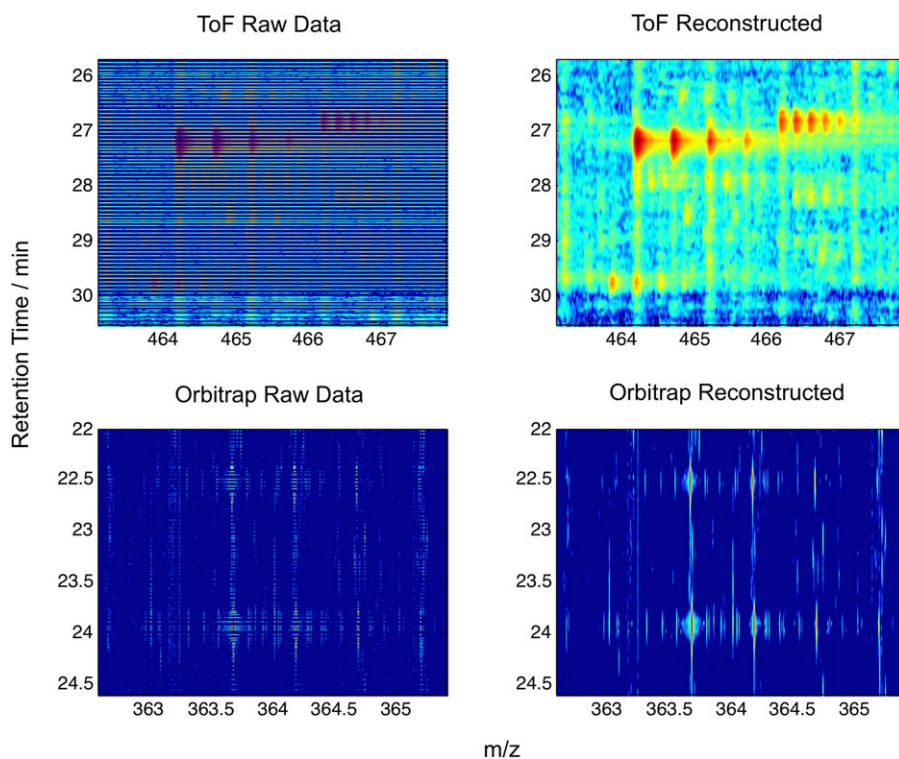 ToF Raw Data
ToF Reconstructed
26
27
28
29
30
464 465 466 467
26
27
28
29
30
464 465 466 467
Retention Time / min
Orbitrap Raw Data
Orbitrap Reconstructed
22
22.5
23
23.5
24
24.5
363 363.5 364 364.5 365
22
22.5
23
23.5
24
24.5
363 363.5 364 364.5 365
m/z